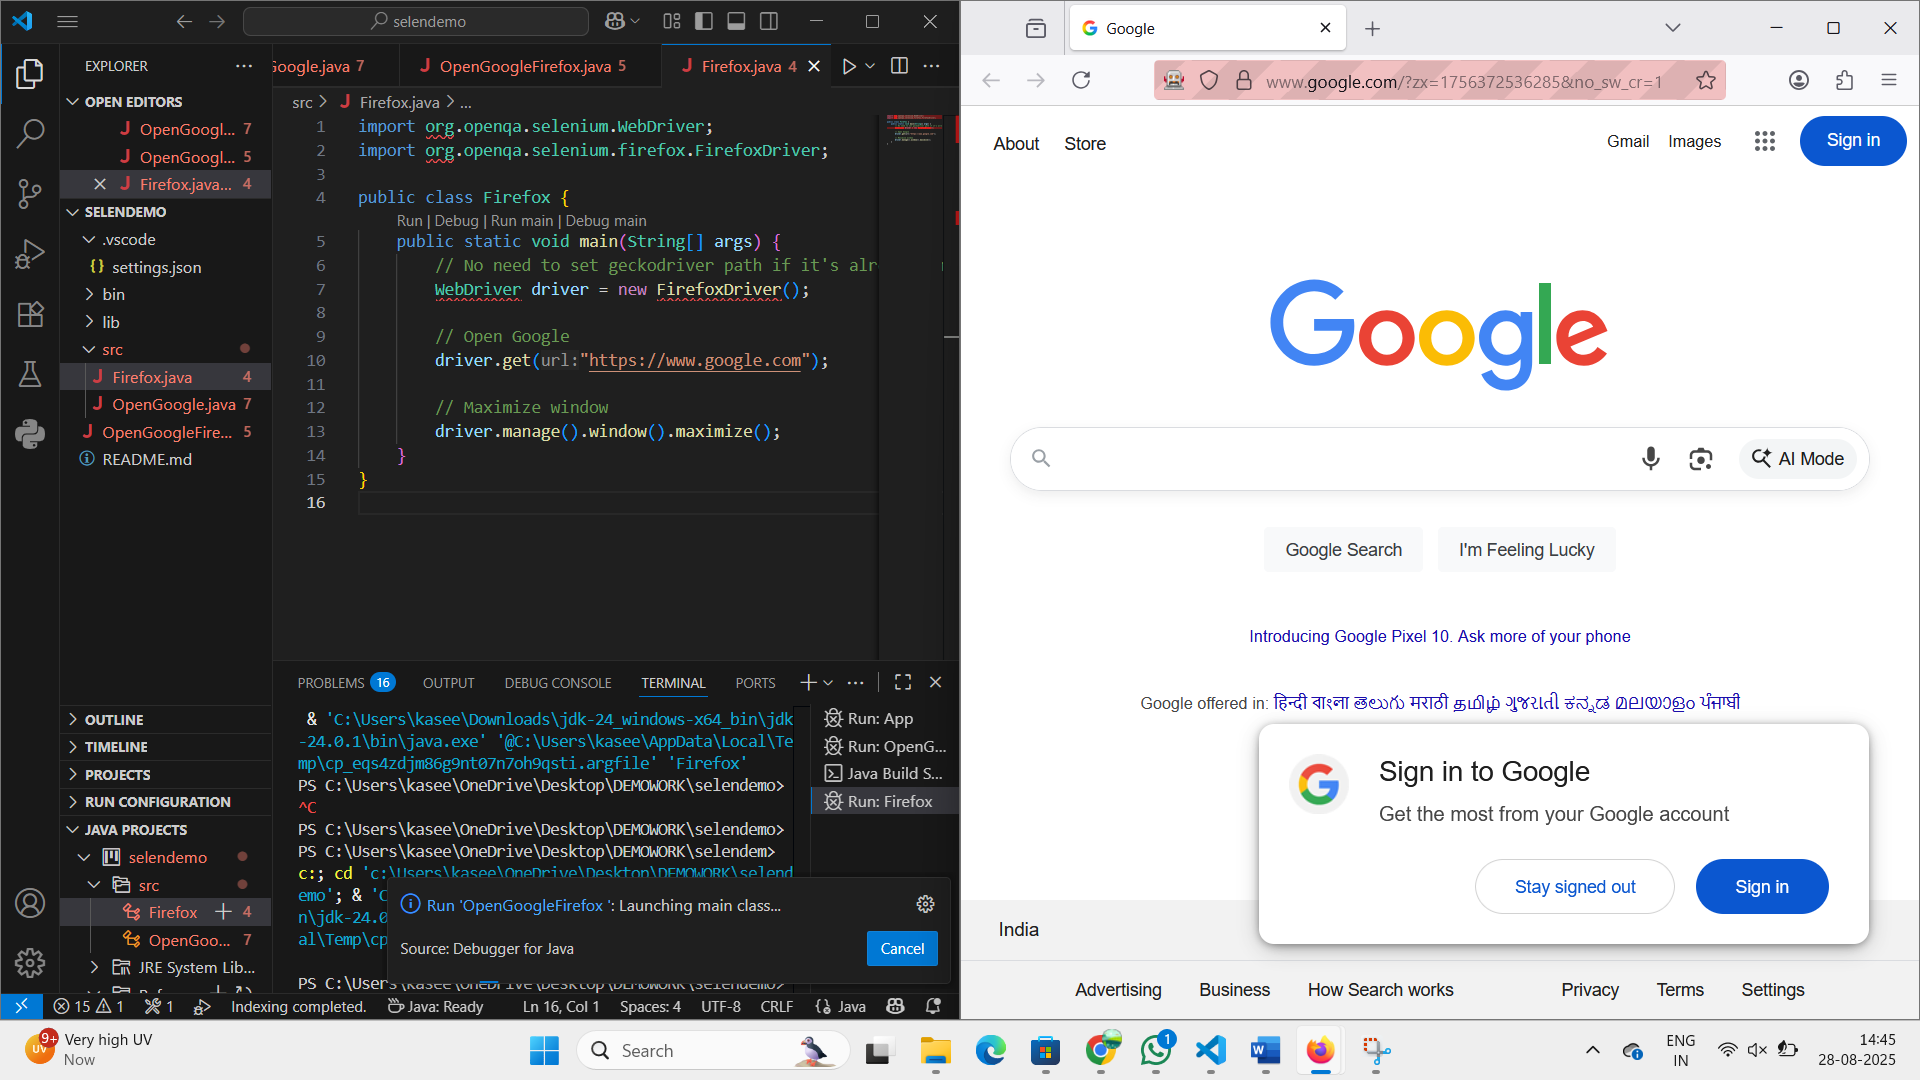 selendemo
EXPLORER
OPEN EDITORS
OpenGoogl... 7
OpenGoogl... 5
Firefox.java... 4
SELENDEMO
.vscode
settings.json
bin
lib
src
Firefox.java 4
OpenGoogle.java 7
OpenGoogleFire... 5
README.md
OUTLINE
TIMELINE
PROJECTS
RUN CONFIGURATION
JAVA PROJECTS
selendemo
src
Firefox 4
OpenGoo... 7
JRE System Lib...
Google.java 7
OpenGoogleFirefox.java 5
Firefox.java 4
src > Firefox.java > ...
1 import org.openqa.selenium.WebDriver;
2 import org.openqa.selenium.firefox.FirefoxDriver;
3
4 public class Firefox {
Run | Debug | Run main | Debug main
5 public static void main(String[] args) {
6 // No need to set geckodriver path if it's alr
7 WebDriver driver = new FirefoxDriver();
8
9 // Open Google
10 driver.get(url:"https://www.google.com");
11
12 // Maximize window
13 driver.manage().window().maximize();
14 }
15 }
16
PROBLEMS 16 OUTPUT DEBUG CONSOLE TERMINAL PORTS
& 'C:\Users\kasee\Downloads\jdk-24_windows-x64_bin\jdk
-24.0.1\bin\java.exe' '@C:\Users\kasee\AppData\Local\Te
mp\cp_eqs4zdjm86g9nt07n7oh9qsti.argfile' 'Firefox'
PS C:\Users\kasee\OneDrive\Desktop\DEMOWORK\selendemo>
^C
PS C:\Users\kasee\OneDrive\Desktop\DEMOWORK\selendemo>
PS C:\Users\kasee\OneDrive\Desktop\DEMOWORK\selendem>
c:; cd 'c:\Users\kasee\OneDrive\Desktop\DEMOWORK\selend
emo'; & 'C
n\jdk-24.0
al\Temp\cp
PS C:\Users\kasee\OneDrive\Desktop\DEMOWORK\selendemo>
Run: App
Run: OpenG...
Java Build S...
Run: Firefox
Run 'OpenGoogleFirefox ': Launching main class...
Source: Debugger for Java
Cancel
15 1 1 Indexing completed. Java: Ready Ln 16, Col 1 Spaces: 4 UTF-8 CRLF {} Java
Google
www.google.com/?zx=1756372536285&no_sw_cr=1
About Store Gmail Images Sign in
Google
AI Mode
Google Search I'm Feeling Lucky
Introducing Google Pixel 10. Ask more of your phone
Google offered in: हिन्दी বাংলা తెలుగు मराठी தமிழ் ગુજરાતી ಕನ್ನಡ മലയാളം ਪੰਜਾਬੀ
Sign in to Google
Get the most from your Google account
Stay signed out Sign in
India
Advertising Business How Search works Privacy Terms Settings
9+ UV Very high UV
Now
Search
1
ENG
IN
14:45
28-08-2025